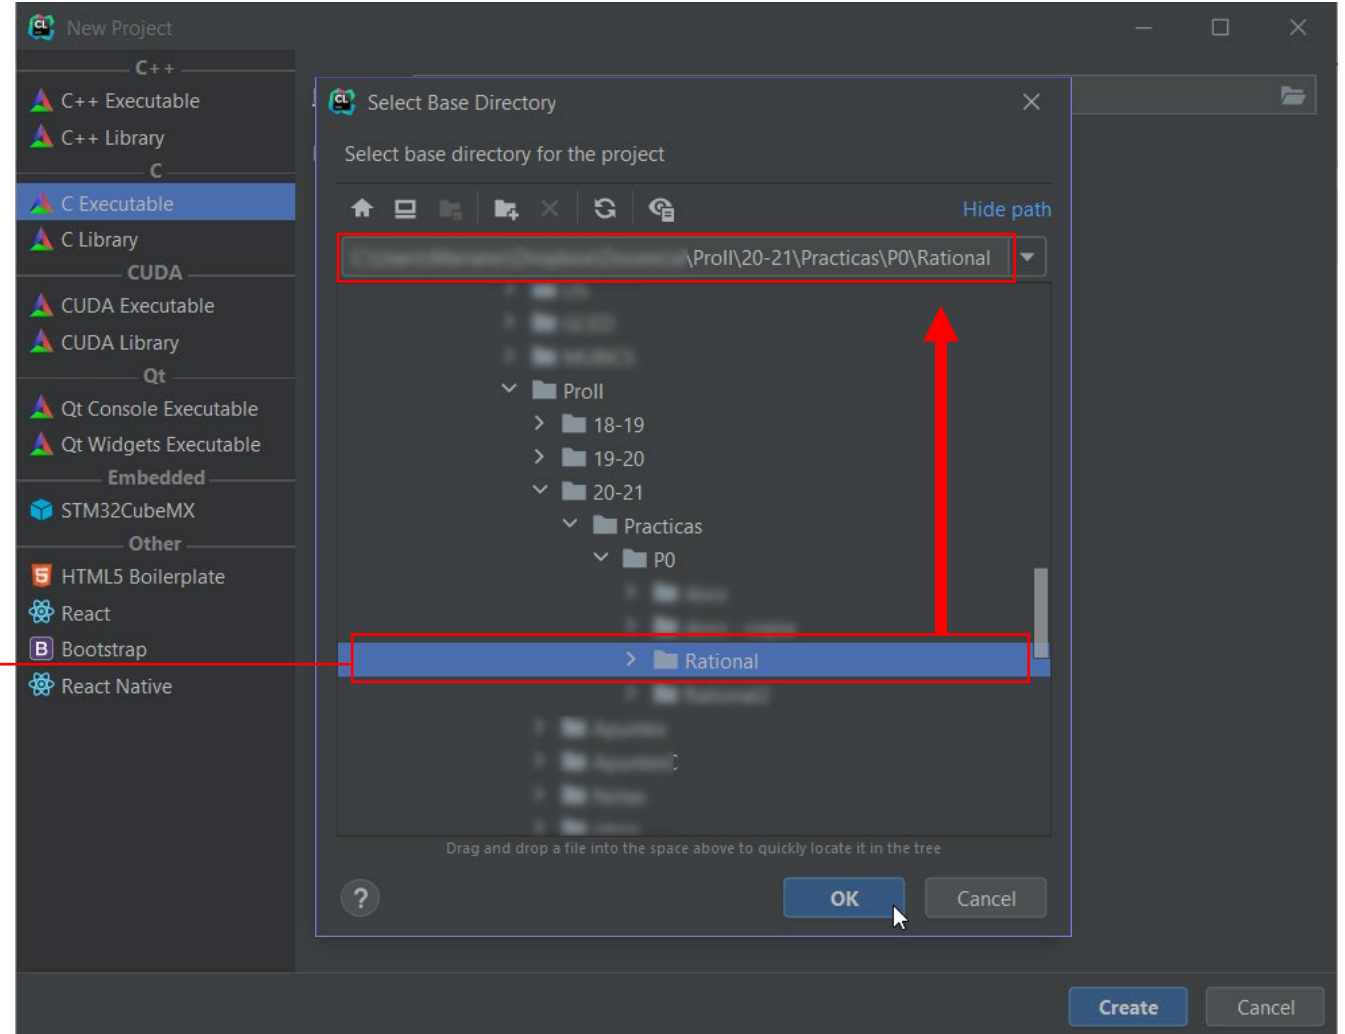 New Project
C++
C++ Executable
C++ Library
C
C Executable
C Library
CUDA
CUDA Executable
CUDA Library
Qt
Qt Console Executable
Qt Widgets Executable
Embedded
STM32CubeMX
Other
HTML5 Boilerplate
React
Bootstrap
React Native
Select Base Directory
Select base directory for the project
Hide path
\ProII\20-21\Practicas\P0\Rational
ProII
18-19
19-20
20-21
Practicas
P0
Rational
Drag and drop a file into the space above to quickly locate it in the tree
?
OK
Cancel
Create
Cancel